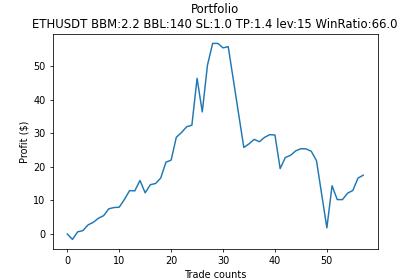 Portfolio
ETHUSDT BBM:2.2 BBL:140 SL:1.0 TP:1.4 lev:15 WinRatio:66.0
50
40
30
20
10
0
Profit ($)
0 10 20 30 40 50
Trade counts